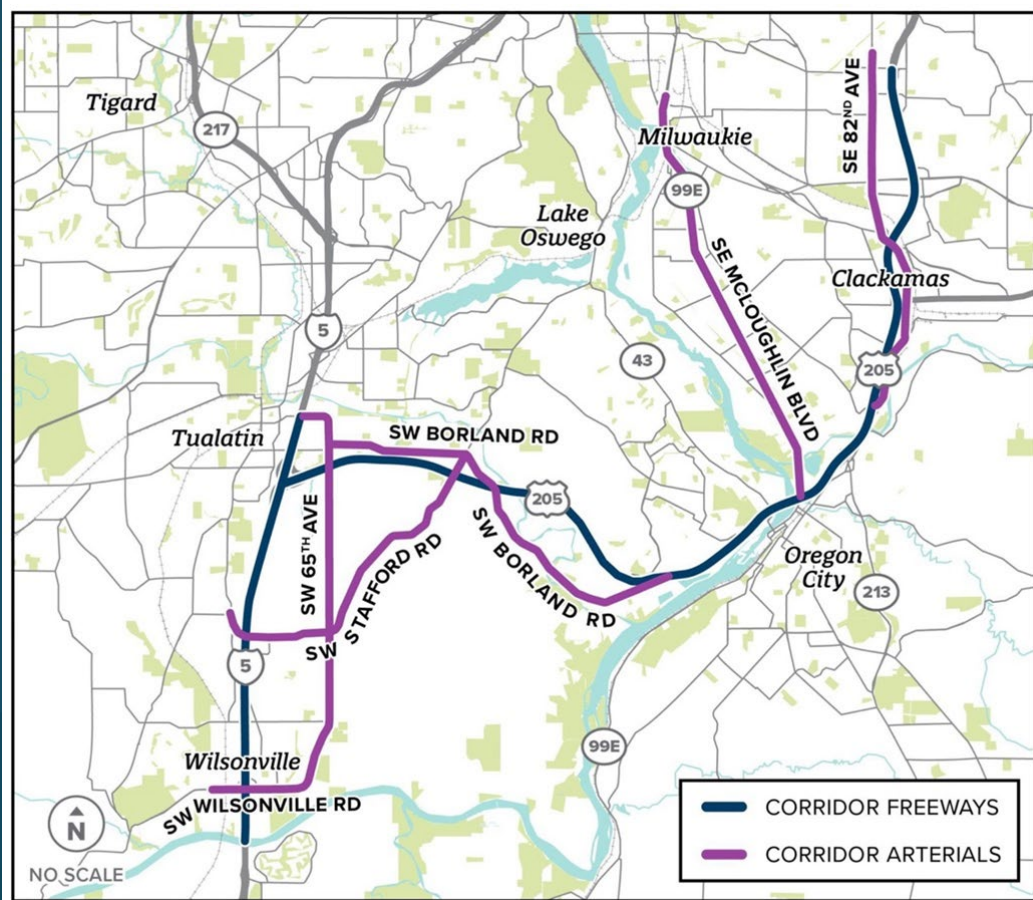 Tigard
217
Milwaukie
99E
SE 82ND AVE
Lake
Oswego
SE MCLOUGHLIN BLVD
Clackamas
5
43
205
Tualatin
SW BORLAND RD
205
SW 65TH AVE
SW STAFFORD RD
SW BORLAND RD
Oregon
City
213
5
99E
Wilsonville
SW WILSONVILLE RD
N
NO SCALE
CORRIDOR FREEWAYS
CORRIDOR ARTERIALS